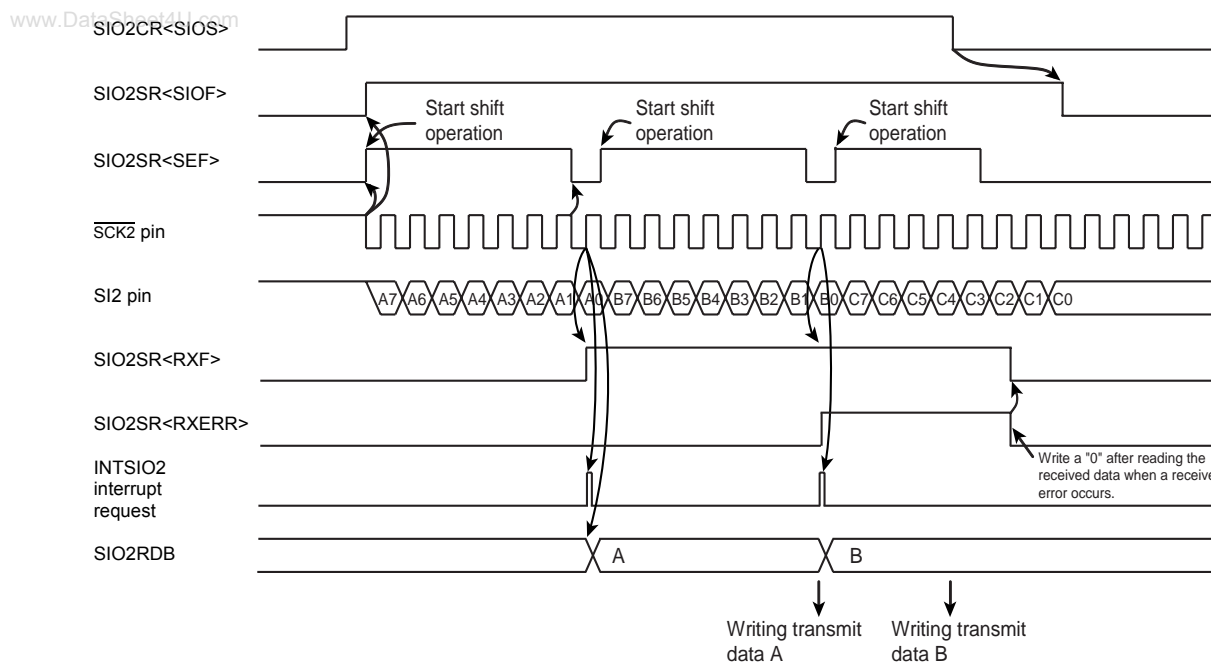 www.DataSheet4U.com
SIO2CR<SIOS>
SIO2SR<SIOF>
Start shift
operation
Start shift
operation
Start shift
operation
SIO2SR<SEF>
SCK2 pin
SI2 pin
A7 A6 A5 A4 A3 A2 A1 A0 B7 B6 B5 B4 B3 B2 B1 B0 C7 C6 C5 C4 C3 C2 C1 C0
SIO2SR<RXF>
SIO2SR<RXERR>
Write a "0" after reading the
received data when a receive
error occurs.
INTSIO2
interrupt
request
SIO2RDB
A
B
Writing transmit
data A
Writing transmit
data B